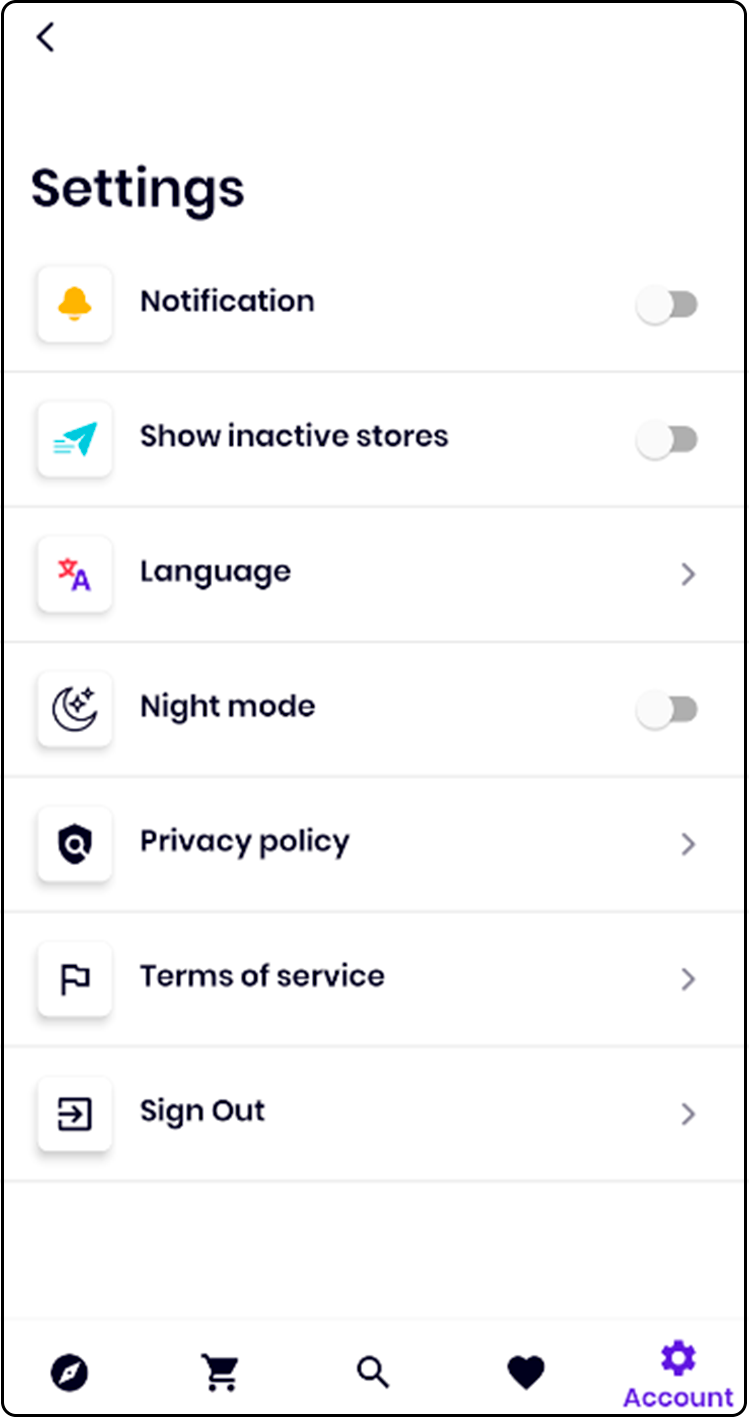 Settings
Notification
Show inactive stores
Language
Night mode
Privacy policy
Terms of service
Sign Out
Account